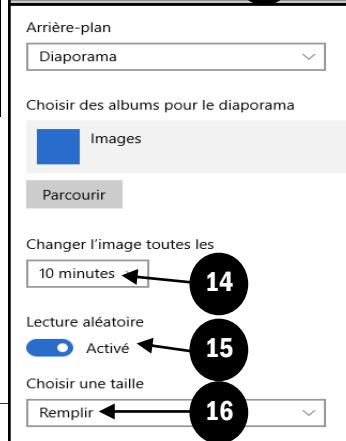 Arrière-plan
Diaporama
Choisir des albums pour le diaporama
Images
Parcourir
Changer l'image toutes les
10 minutes
14
Lecture aléatoire
Activé
15
Choisir une taille
Remplir
16